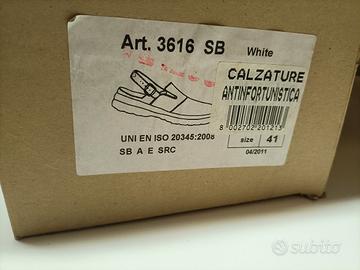 Art. 3616 SB
White
CALZATURE
ANTINFORTUNISTICA
8 002702 201213
UNI EN ISO 20345:2008
SB A E SRC
size 41
04/2011
subito